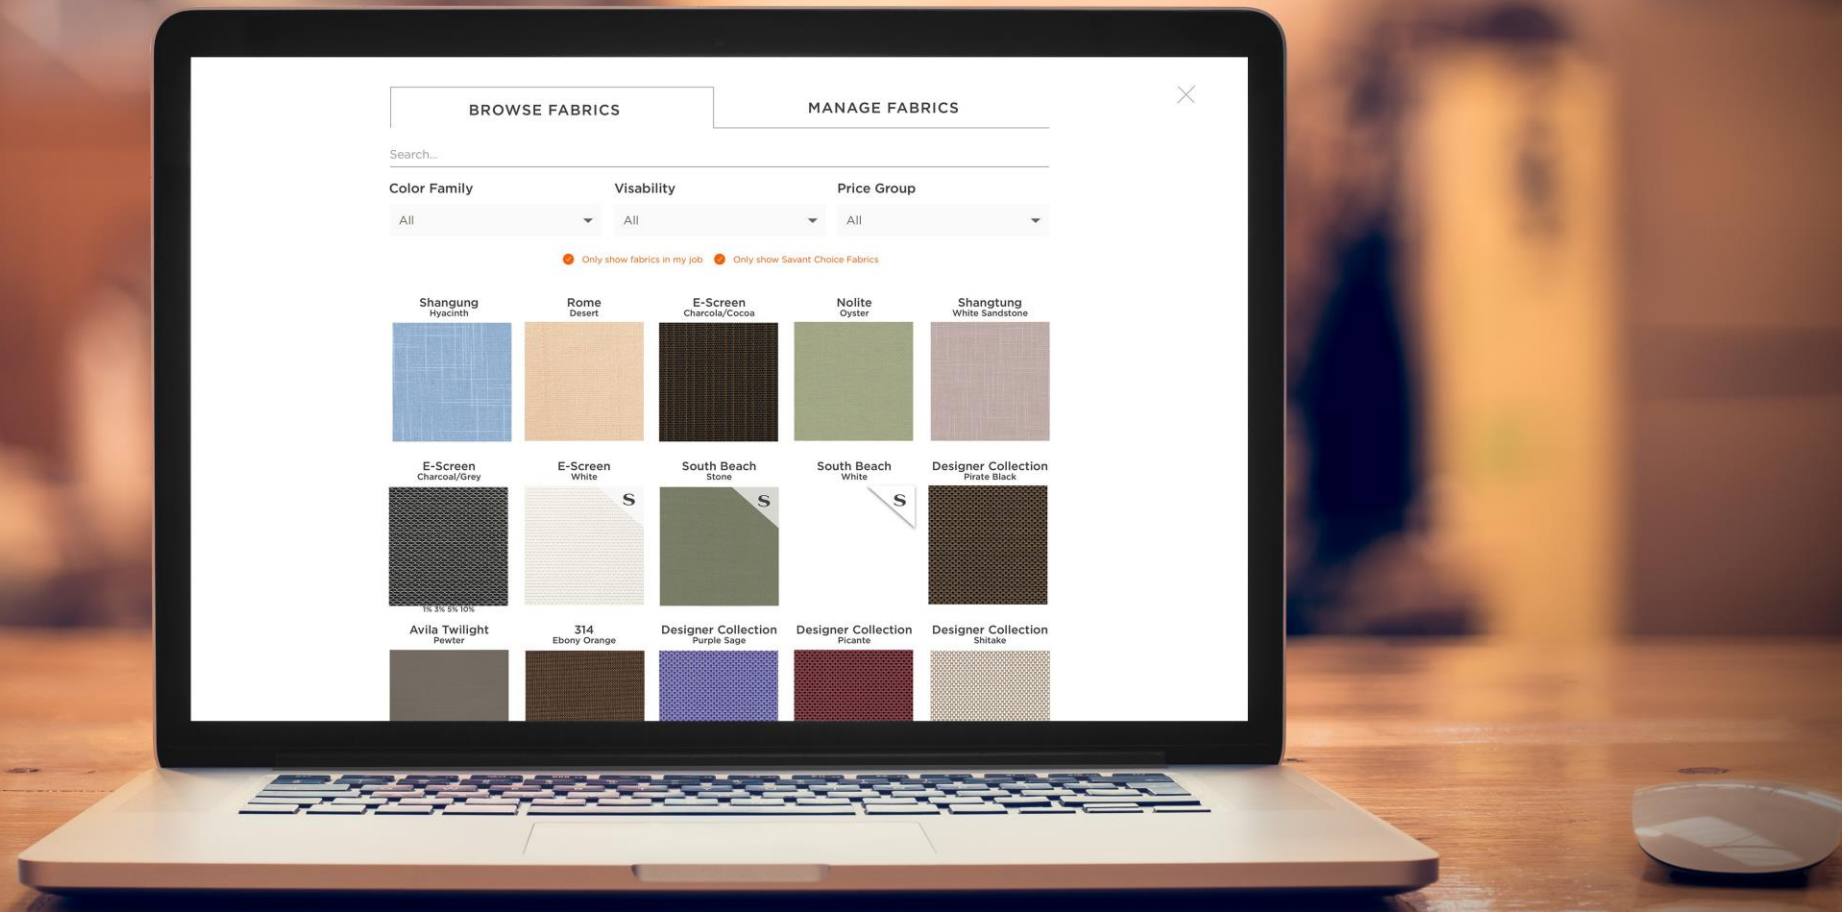 BROWSE FABRICS
MANAGE FABRICS
Search...
Color Family
Visability
Price Group
All
All
All
Only show fabrics in my job
Only show Savant Choice Fabrics
Shangung
Hyacinth
Rome
Desert
E-Screen
Charcola/Cocoa
Nolite
Oyster
Shangtung
White Sandstone
E-Screen
Charcoal/Grey
E-Screen
White
S
South Beach
Stone
S
South Beach
White
S
Designer Collection
Pirate Black
1% 3% 5% 10%
Avila Twilight
Pewter
314
Ebony Orange
Designer Collection
Purple Sage
Designer Collection
Picante
Designer Collection
Shitake